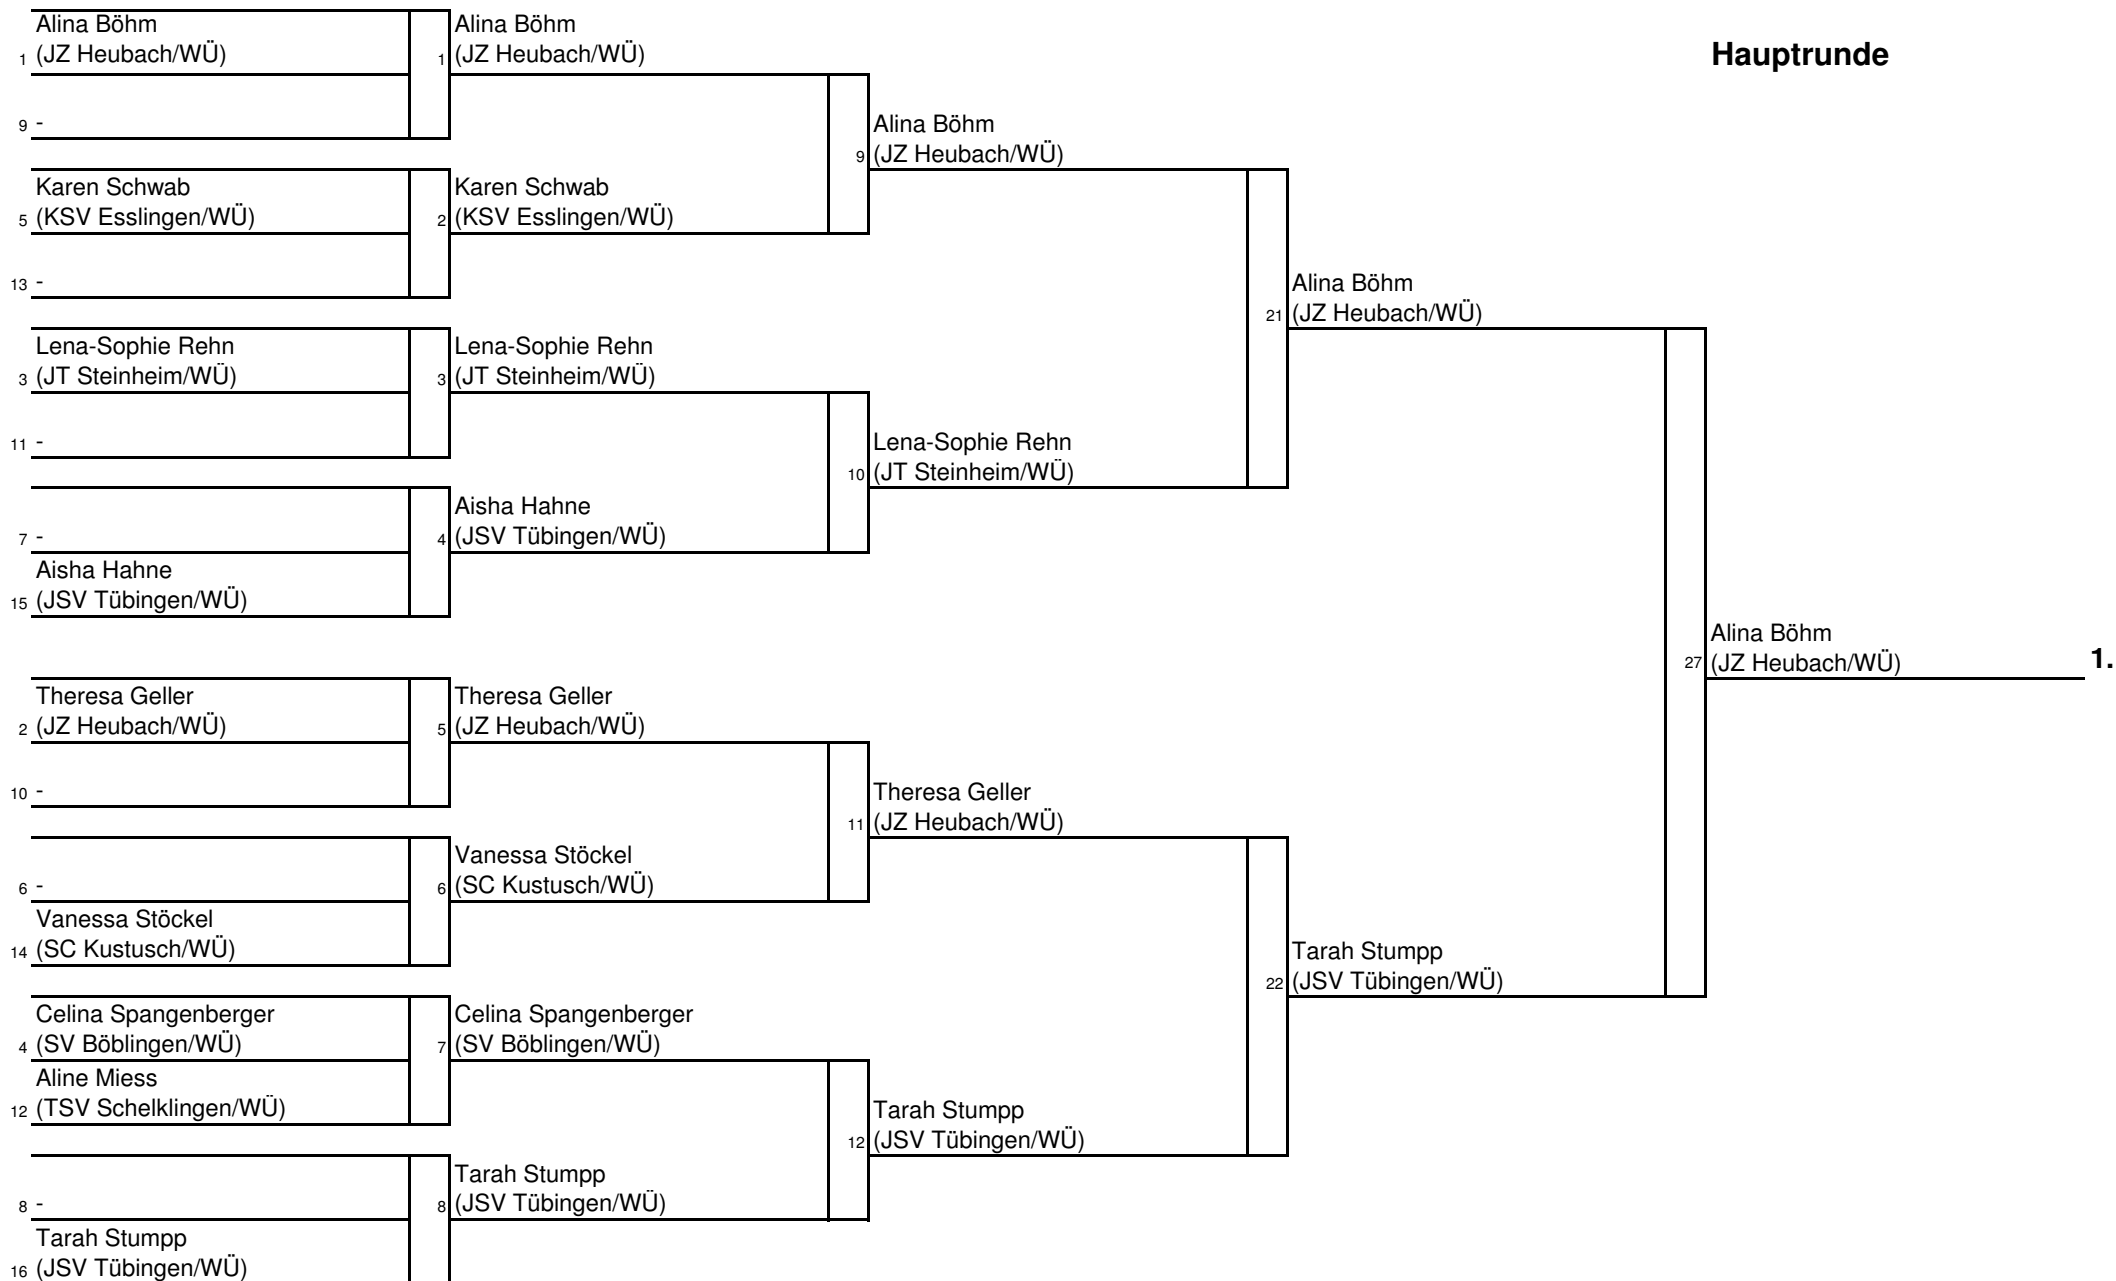 Hauptrunde
Alina Böhm
1 (JZ Heubach/WÜ)
9 -
Karen Schwab
5 (KSV Esslingen/WÜ)
13 -
Lena-Sophie Rehn
3 (JT Steinheim/WÜ)
11 -
7 -
Aisha Hahne
15 (JSV Tübingen/WÜ)
Theresa Geller
2 (JZ Heubach/WÜ)
10 -
6 -
Vanessa Stöckel
14 (SC Kustusch/WÜ)
Celina Spangenberger
4 (SV Böblingen/WÜ)
Aline Miess
12 (TSV Schelklingen/WÜ)
8 -
Tarah Stumpp
16 (JSV Tübingen/WÜ)
Alina Böhm
1 (JZ Heubach/WÜ)
Karen Schwab
2 (KSV Esslingen/WÜ)
Lena-Sophie Rehn
3 (JT Steinheim/WÜ)
Aisha Hahne
4 (JSV Tübingen/WÜ)
Theresa Geller
5 (JZ Heubach/WÜ)
Vanessa Stöckel
6 (SC Kustusch/WÜ)
Celina Spangenberger
7 (SV Böblingen/WÜ)
Tarah Stumpp
8 (JSV Tübingen/WÜ)
Alina Böhm
9 (JZ Heubach/WÜ)
Lena-Sophie Rehn
10 (JT Steinheim/WÜ)
Theresa Geller
11 (JZ Heubach/WÜ)
Tarah Stumpp
12 (JSV Tübingen/WÜ)
Alina Böhm
21 (JZ Heubach/WÜ)
Tarah Stumpp
22 (JSV Tübingen/WÜ)
Alina Böhm
27 (JZ Heubach/WÜ) 1.